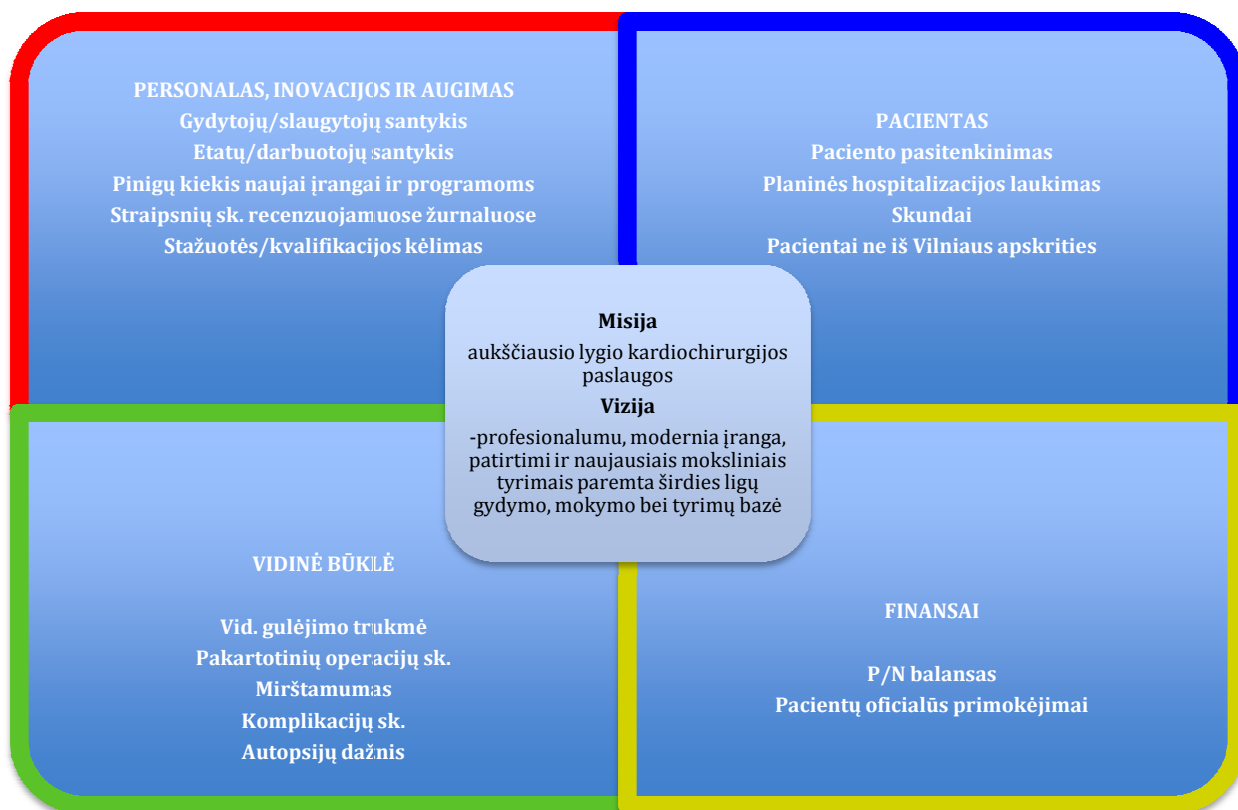 PERSONALAS, INOVACIJOS IR AUGIMAS
Gydytojų/slaugytojų santykis
Etatų/darbuotojų santykis
Pinigų kiekis naujai įrangai ir programoms
Straipsnių sk. recenzuojamuose žurnaluose
Stažuotės/kvalifikacijos kėlimas
PACIENTAS
Paciento pasitenkinimas
Planinės hospitalizacijos laukimas
Skundai
Pacientai ne iš Vilniaus apskrities
Misija
aukščiausio lygio kardiochirurgijos
paslaugos
Vizija
-profesionalumu, modernia įranga,
patirtimi ir naujausiais moksliniais
tyrimais paremta širdies ligų
gydymo, mokymo bei tyrimų bazė
VIDINĖ BŪKLĖ
Vid. gulėjimo trukmė
Pakartotinių operacijų sk.
Mirštamumas
Komplikacijų sk.
Autopsijų dažnis
FINANSAI
P/N balansas
Pacientų oficialūs primokėjimai